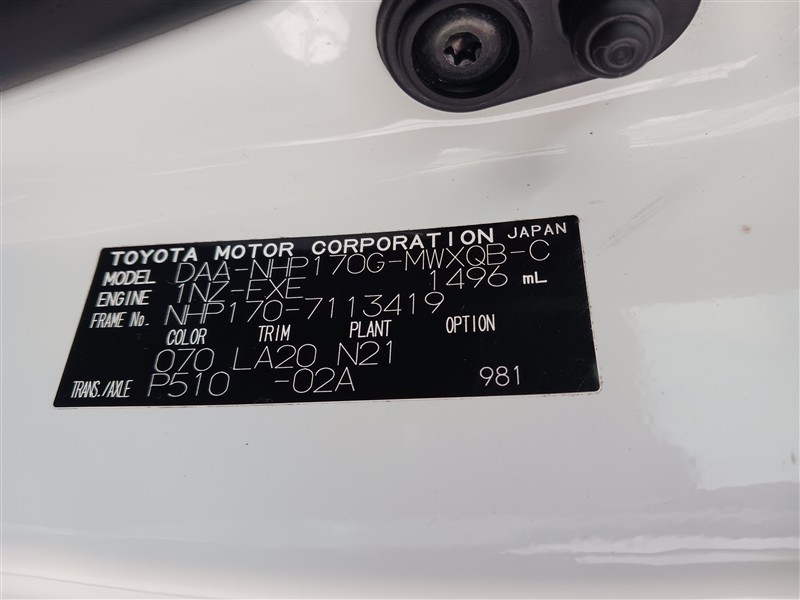 TOYOTA MOTOR CORPORATION JAPAN
MODEL DAA-NHP170G-MWXQB-C
ENGINE 1NZ-EXE 1496 mL
FRAME No. NHP170-7113419
COLOR TRIM PLANT OPTION
070 LA20 N21
TRANS./AXLE P510 -02A 981